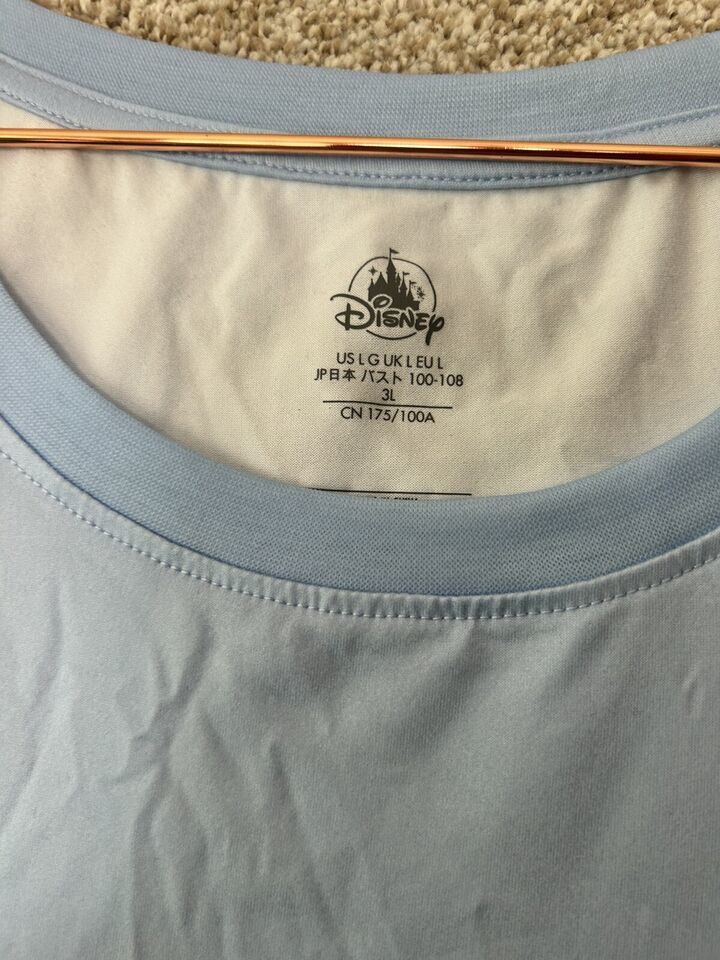 Disney
US L G UK L EU L
JP日本 バスト 100-108
3L
CN 175/100A